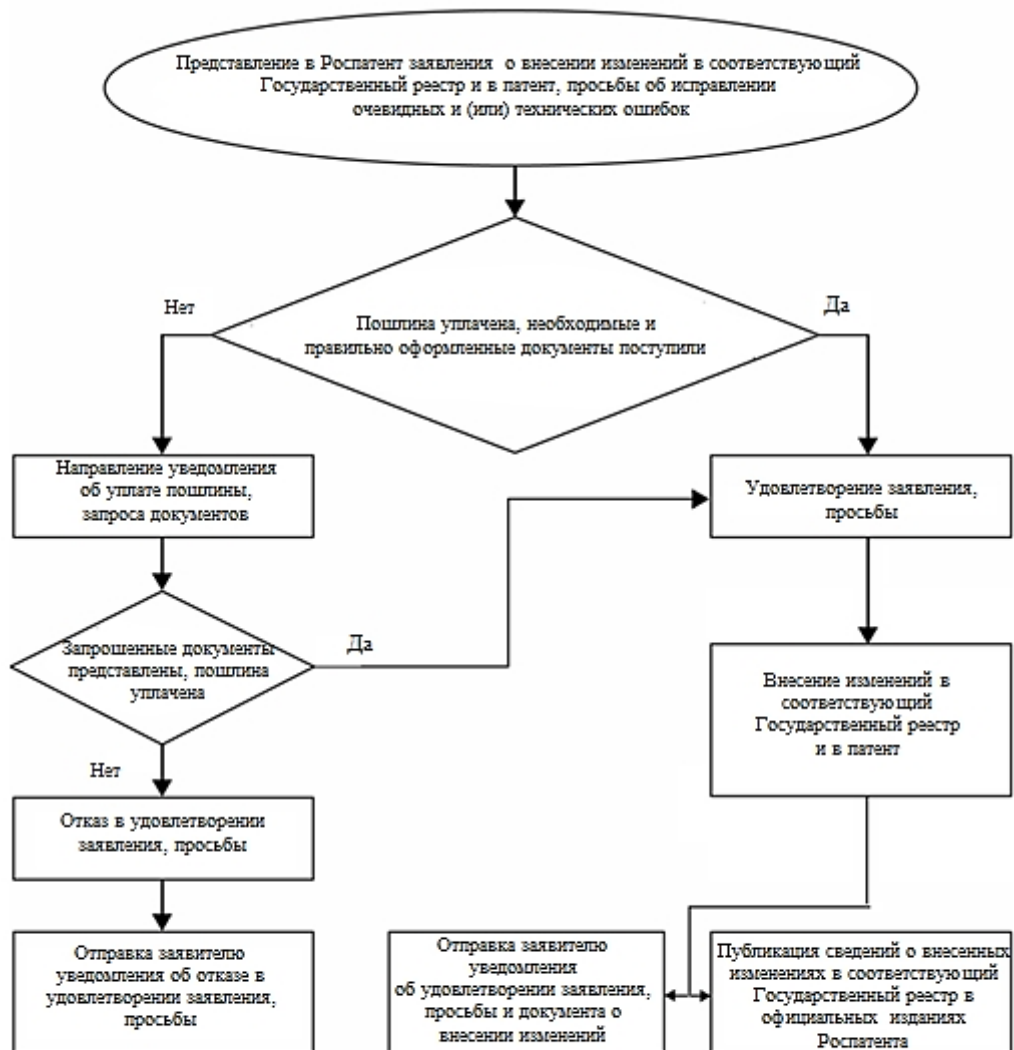 Представление в Роспатент заявления о внесении изменений в соответствующий
Государственный реестр и в патент, просьбы об исправлении
очевидных и (или) технических ошибок
Нет
Да
Пошлина уплачена, необходимые и
правильно оформленные документы поступили
Направление уведомления
об уплате пошлины,
запроса документов
Удовлетворение заявления,
просьбы
Запрошенные документы
представлены, пошлина
уплачена
Да
Внесение изменений в
соответствующий
Государственный реестр
и в патент
Нет
Отказ в удовлетворении
заявления, просьбы
Отправка заявителю
уведомления об отказе в
удовлетворении заявления,
просьбы
Отправка заявителю
уведомления
об удовлетворении заявления,
просьбы и документа о
внесении изменений
Публикация сведений о внесенных
изменениях в соответствующий
Государственный реестр в
официальных изданиях
Роспатента